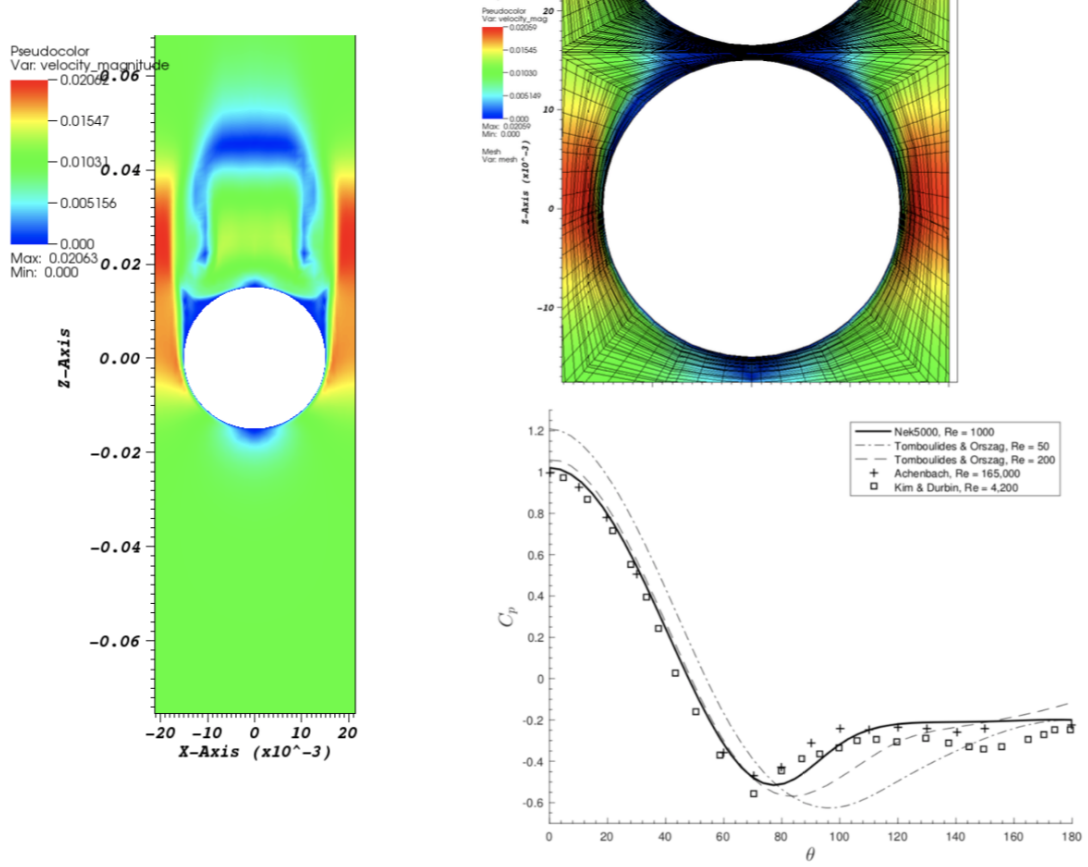 Pseudocolor
Var: velocity_magnitude
0.02062
0.01547
0.01031
0.005156
0.000
Max: 0.02063
Min: 0.000
0.06
0.04
0.02
0.00
-0.02
-0.04
-0.06
Z-Axis
-20 -10 0 10 20
X-Axis (x10^-3)
Pseudocolor
Var: velocity_mag
0.02059
0.01545
0.01030
0.005149
0.000
Max: 0.02059
Min: 0.000
Mesh
Var: mesh
20
10
0
-10
Z-Axis (x10^-3)
1.2
1
0.8
0.6
0.4
0.2
0
-0.2
-0.4
-0.6
Cp
Nek5000, Re = 1000
Tomboulides & Orszag, Re = 50
Tomboulides & Orszag, Re = 200
Achenbach, Re = 165,000
Kim & Durbin, Re = 4,200
0 20 40 60 80 100 120 140 160 180
θ